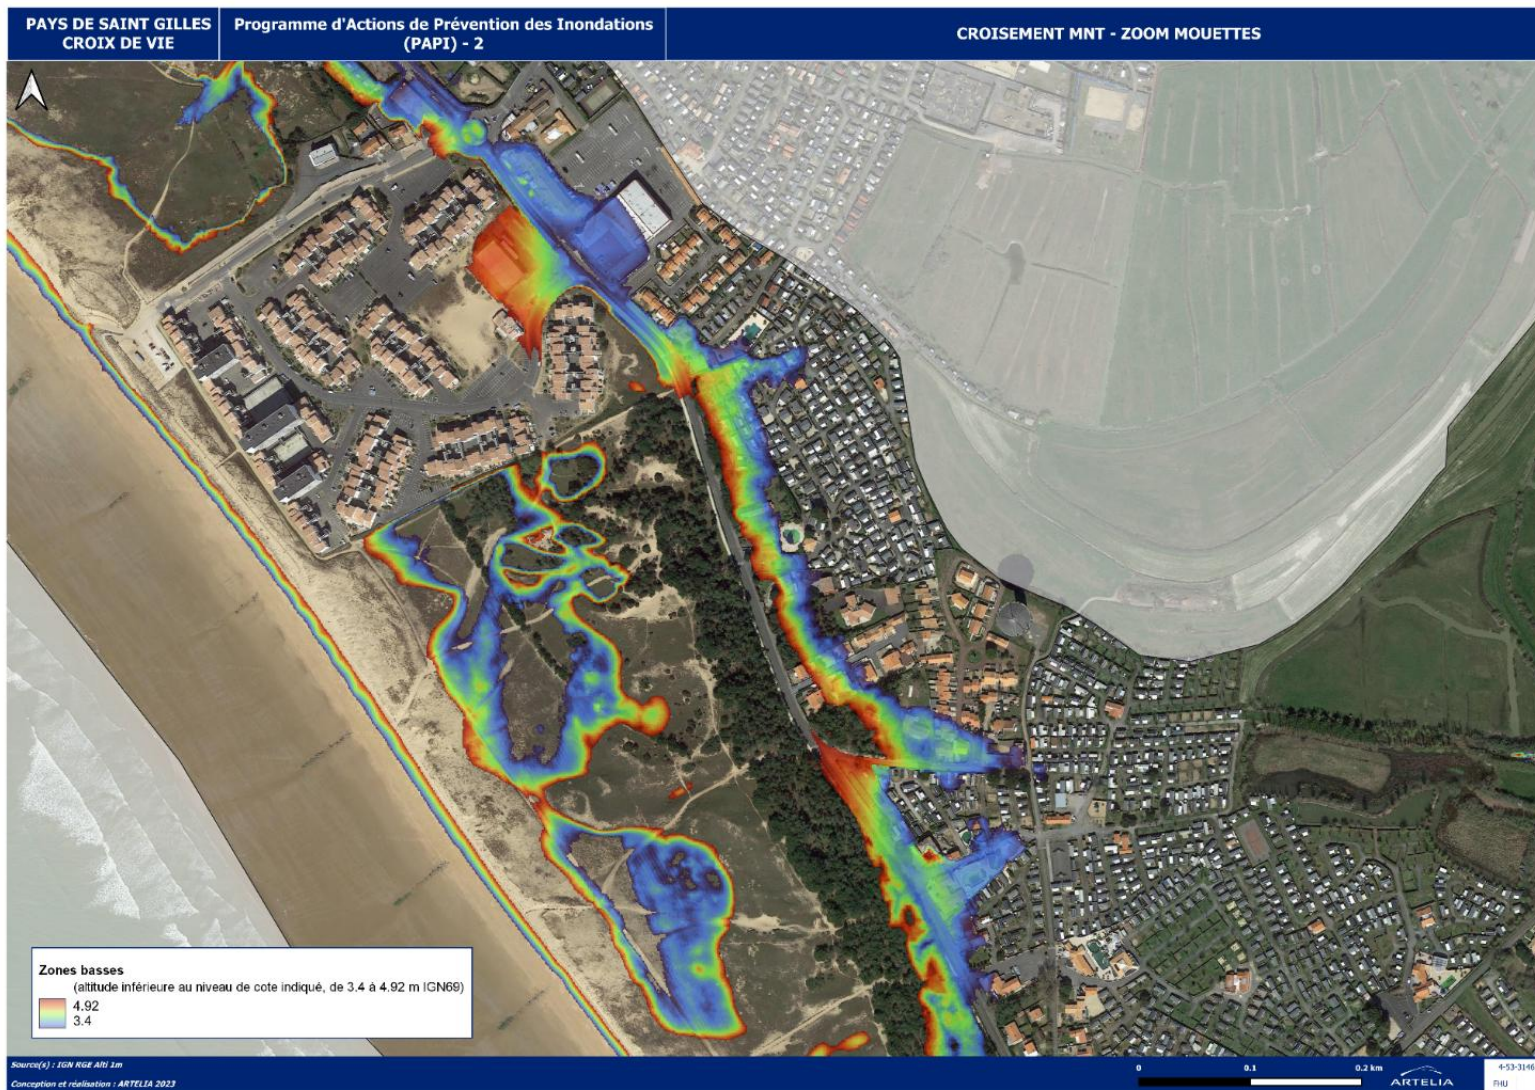 PAYS DE SAINT GILLES
CROIX DE VIE
Programme d'Actions de Prévention des Inondations
(PAPI) - 2
CROISEMENT MNT - ZOOM MOUETTES
Zones basses
(altitude inférieure au niveau de cote indiqué, de 3.4 à 4.92 m IGN69)
4.92
3.4
Source(s) : IGN RGE Alti 1m
Conception et réalisation : ARTELIA 2023
0 0.1 0.2 km
ARTELIA
FHU